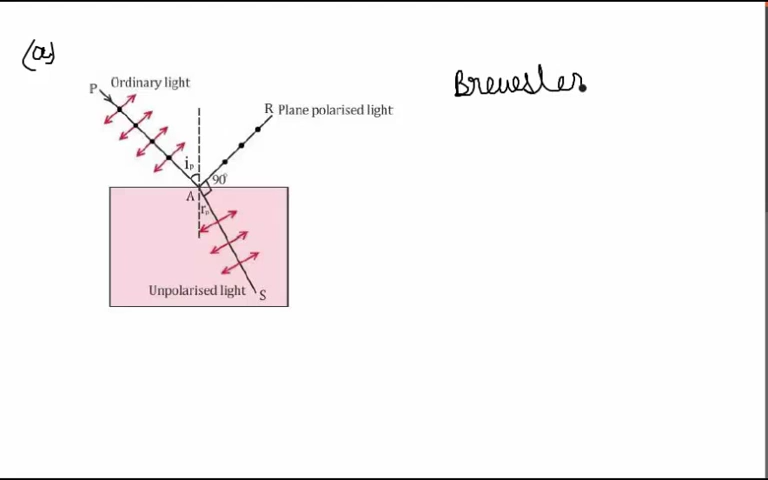 (a)
Brewster
P Ordinary light
R Plane polarised light
iₚ
90°
A
rₚ
Unpolarised light S